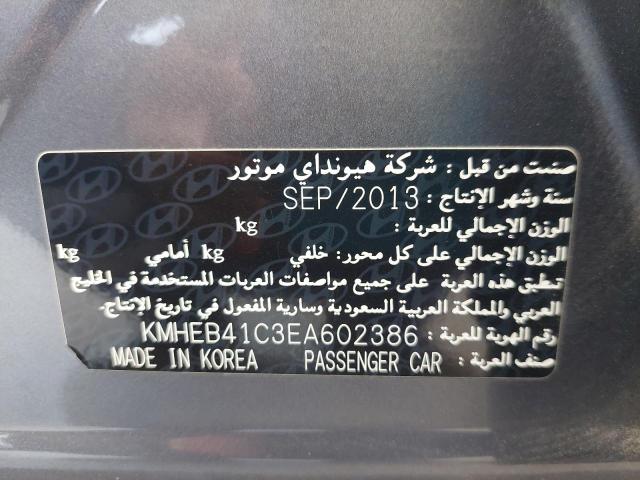 صنعت من قبل : شركة هيونداي موتور
سنة وشهر الإنتاج : SEP/2013
الوزن الإجمالي للعربة : kg
الوزن الإجمالي على كل محور: خلفي kg أمامي kg
تطبق هذه العربة على جميع مواصفات العربات المستخدمة في الخليج
العربي والمملكة العربية السعودية وسارية المفعول في تاريخ الإنتاج.
رقم الهوية للعربة : KMHEB41C3EA602386
صنف العربة : PASSENGER CAR MADE IN KOREA